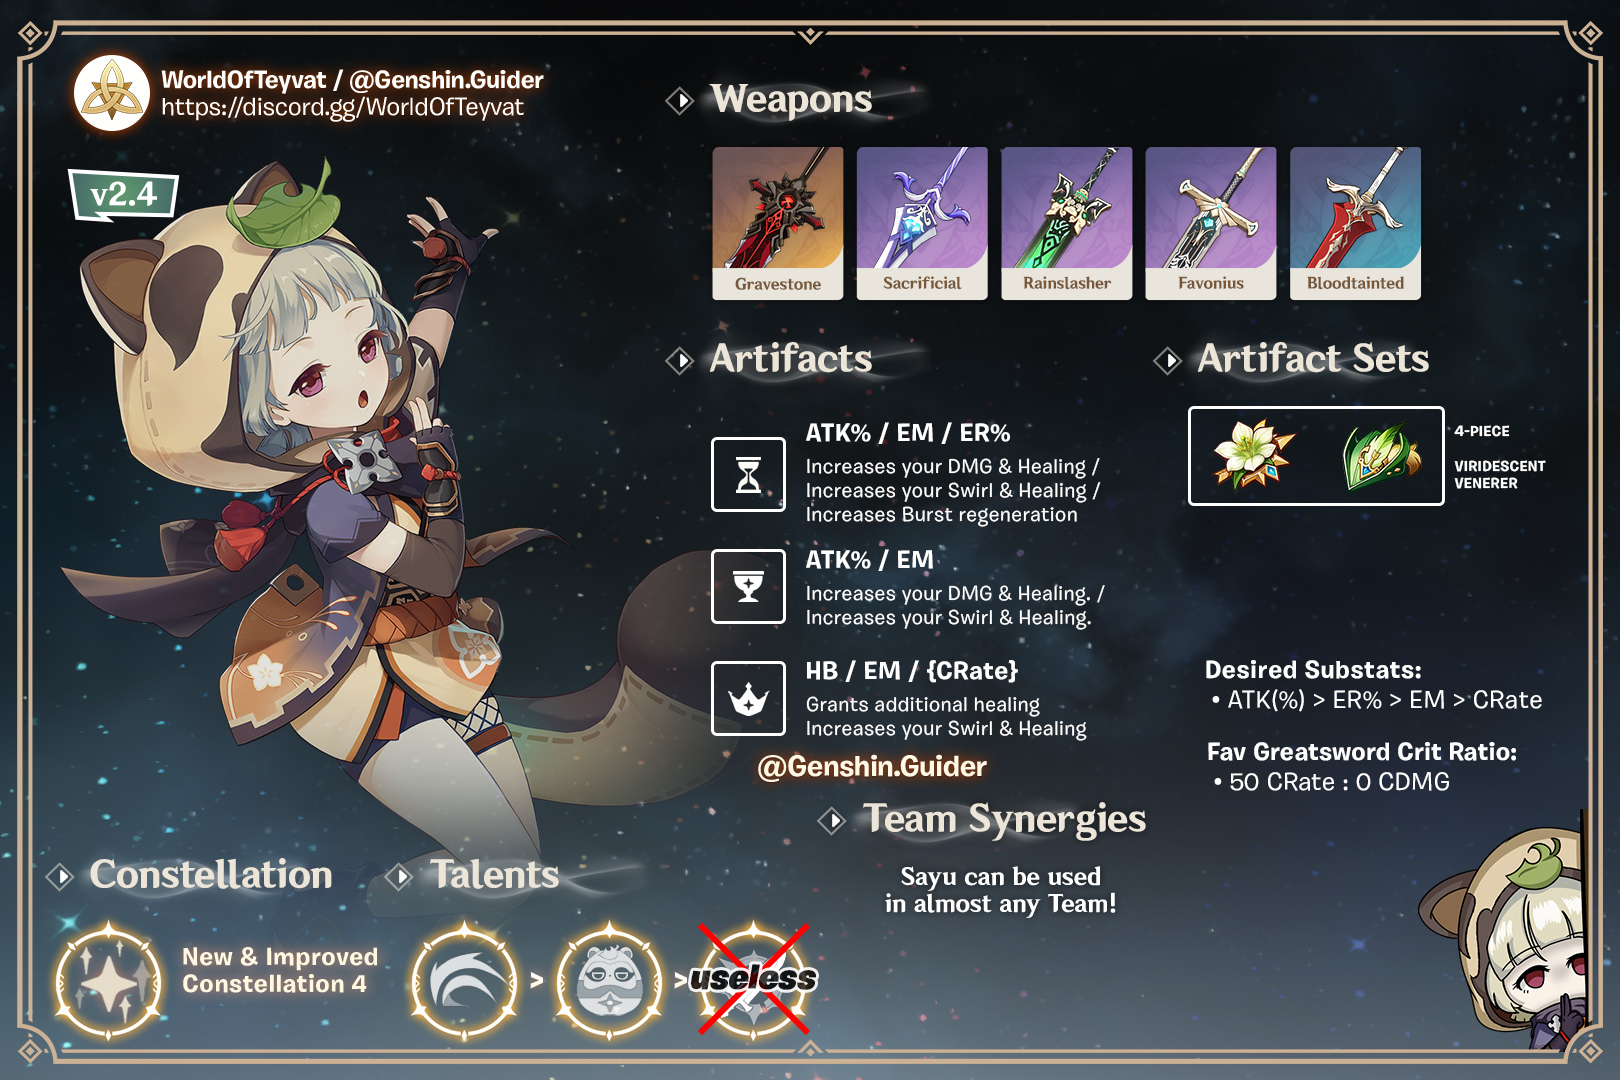 WorldOfTeyvat / @Genshin.Guider
https://discord.gg/WorldOfTeyvat
v2.4
Weapons
Gravestone
Sacrificial
Rainslasher
Favonius
Bloodtainted
Artifacts
ATK% / EM / ER%
Increases your DMG & Healing /
Increases your Swirl & Healing /
Increases Burst regeneration
ATK% / EM
Increases your DMG & Healing. /
Increases your Swirl & Healing.
HB / EM / {CRate}
Grants additional healing
Increases your Swirl & Healing
@Genshin.Guider
Artifact Sets
4-PIECE
VIRIDESCENT
VENERER
Desired Substats:
• ATK(%) > ER% > EM > CRate
Fav Greatsword Crit Ratio:
• 50 CRate : 0 CDMG
Team Synergies
Sayu can be used
in almost any Team!
Constellation
New & Improved
Constellation 4
Talents
> > useless